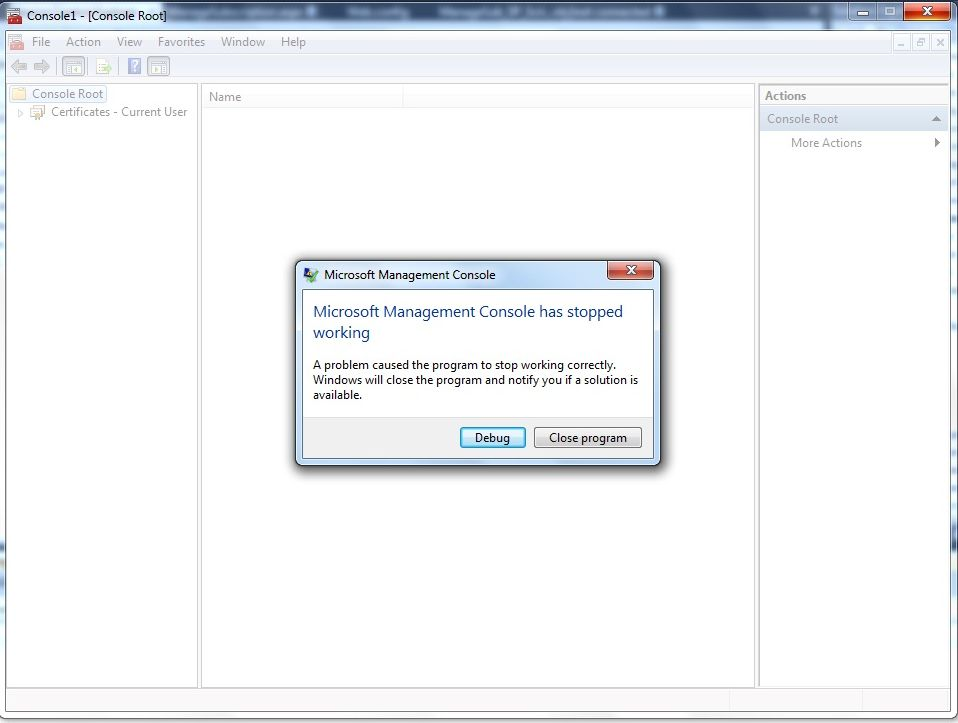 Console1 - [Console Root]
File Action View Favorites Window Help
Console Root
Certificates - Current User
Name
Actions
Console Root
More Actions
Microsoft Management Console
Microsoft Management Console has stopped
working
A problem caused the program to stop working correctly.
Windows will close the program and notify you if a solution is
available.
Debug
Close program